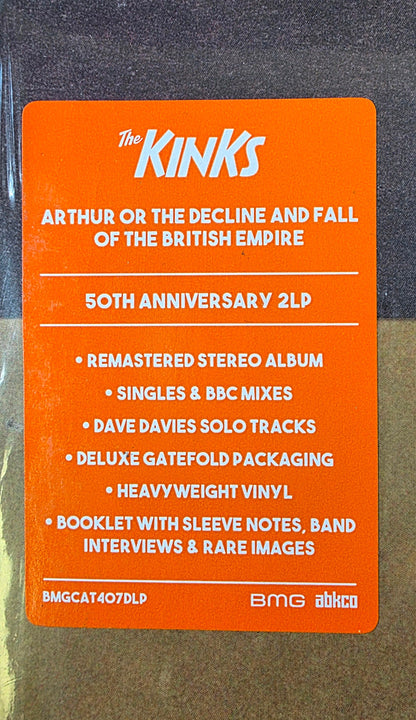 The KINKS
ARTHUR OR THE DECLINE AND FALL
OF THE BRITISH EMPIRE
50TH ANNIVERSARY 2LP
• REMASTERED STEREO ALBUM
• SINGLES & BBC MIXES
• DAVE DAVIES SOLO TRACKS
• DELUXE GATEFOLD PACKAGING
• HEAVYWEIGHT VINYL
• BOOKLET WITH SLEEVE NOTES, BAND
INTERVIEWS & RARE IMAGES
BMGCAT407DLP BMG abkco